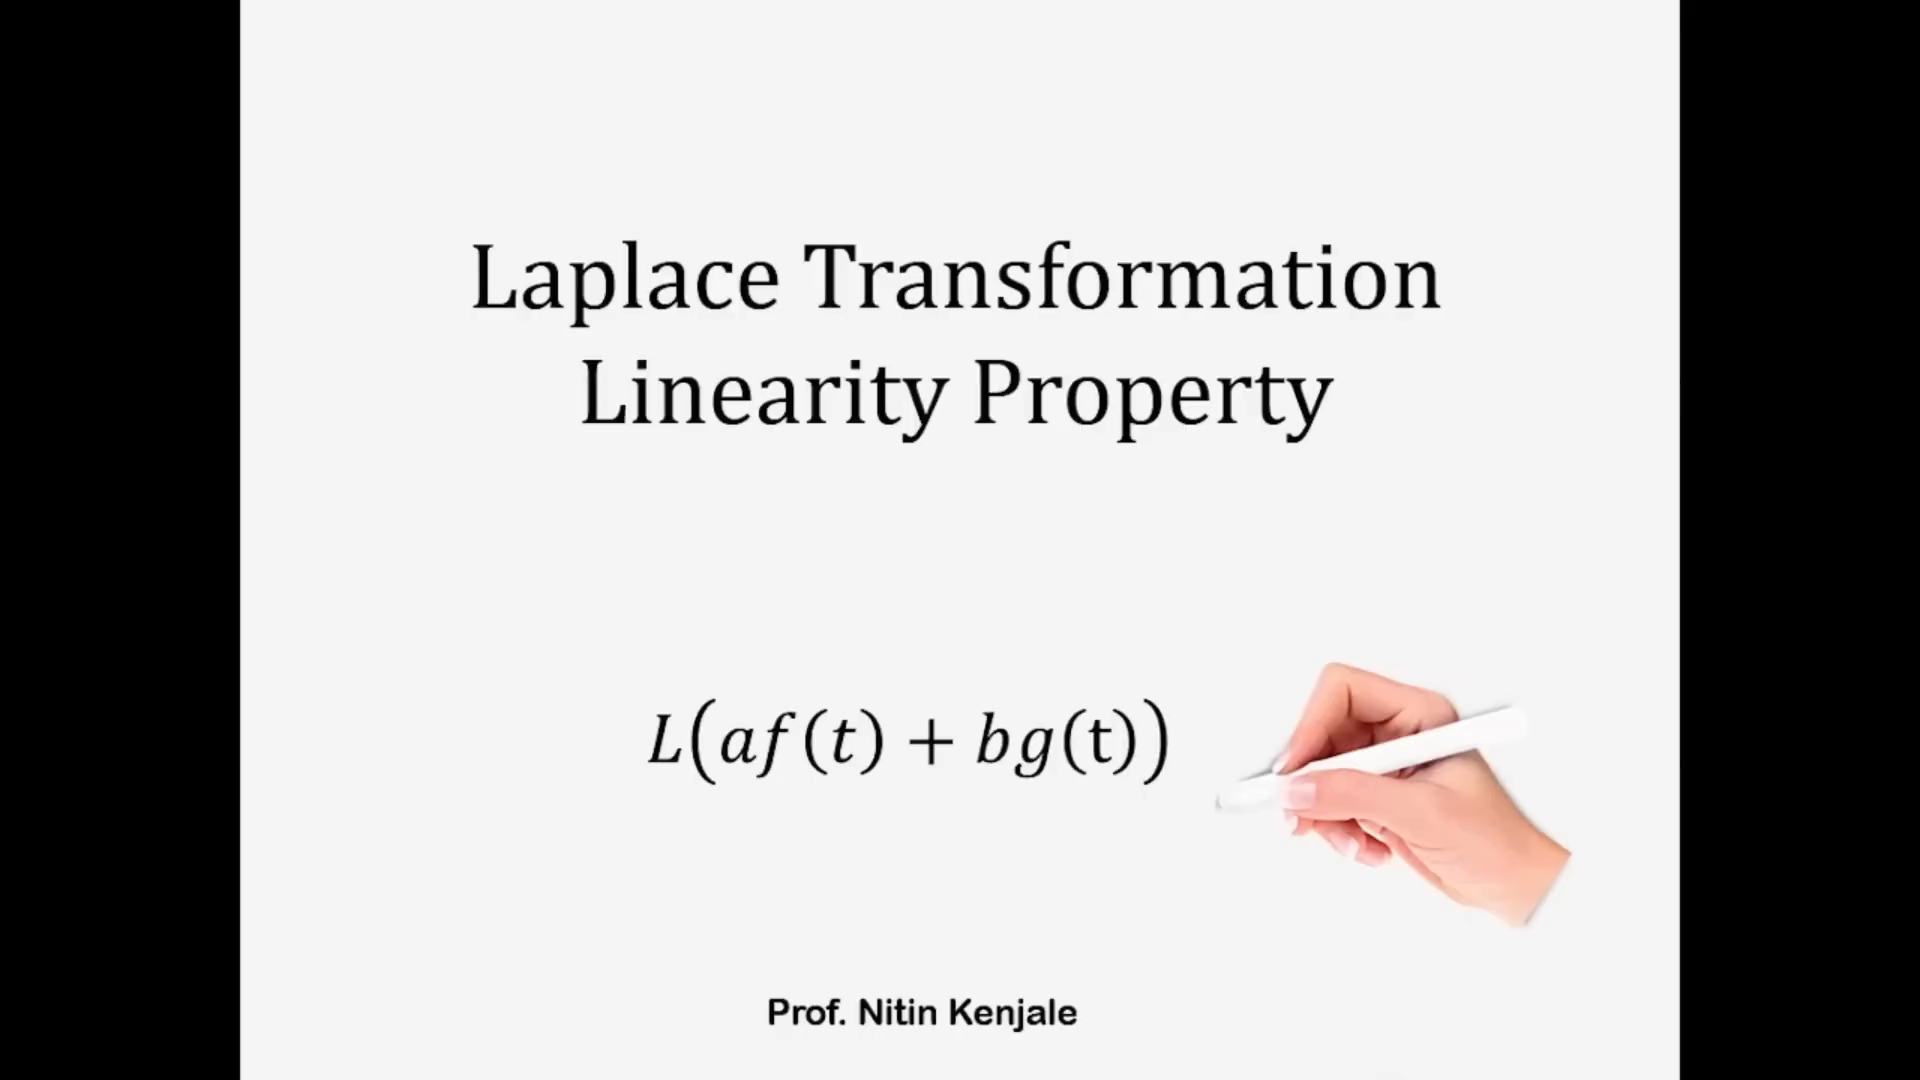 Laplace Transformation
Linearity Property
L(af(t) + bg(t))
Prof. Nitin Kenjale